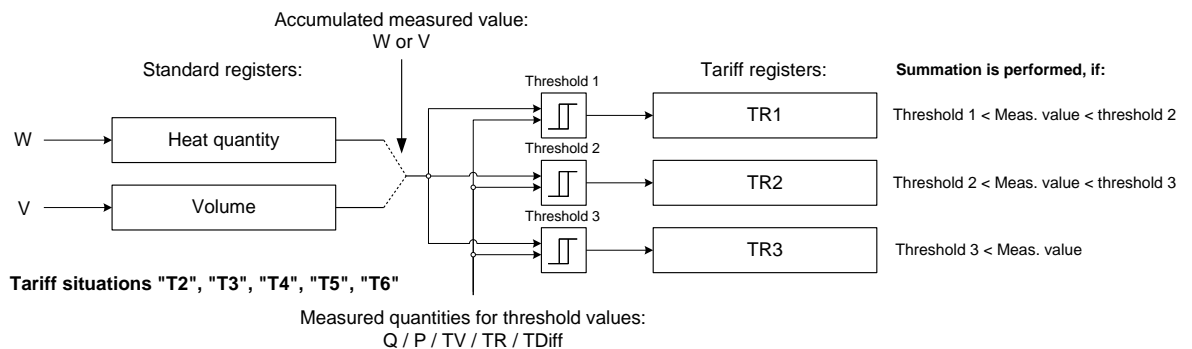 Accumulated measured value:
W or V
Standard registers:
Threshold 1
Tariff registers:
Summation is performed, if:
W
Heat quantity
TR1
Threshold 1 < Meas. value < threshold 2
Threshold 2
V
Volume
TR2
Threshold 2 < Meas. value < threshold 3
Threshold 3
TR3
Threshold 3 < Meas. value
Tariff situations "T2", "T3", "T4", "T5", "T6"
Measured quantities for threshold values:
Q / P / TV / TR / TDiff